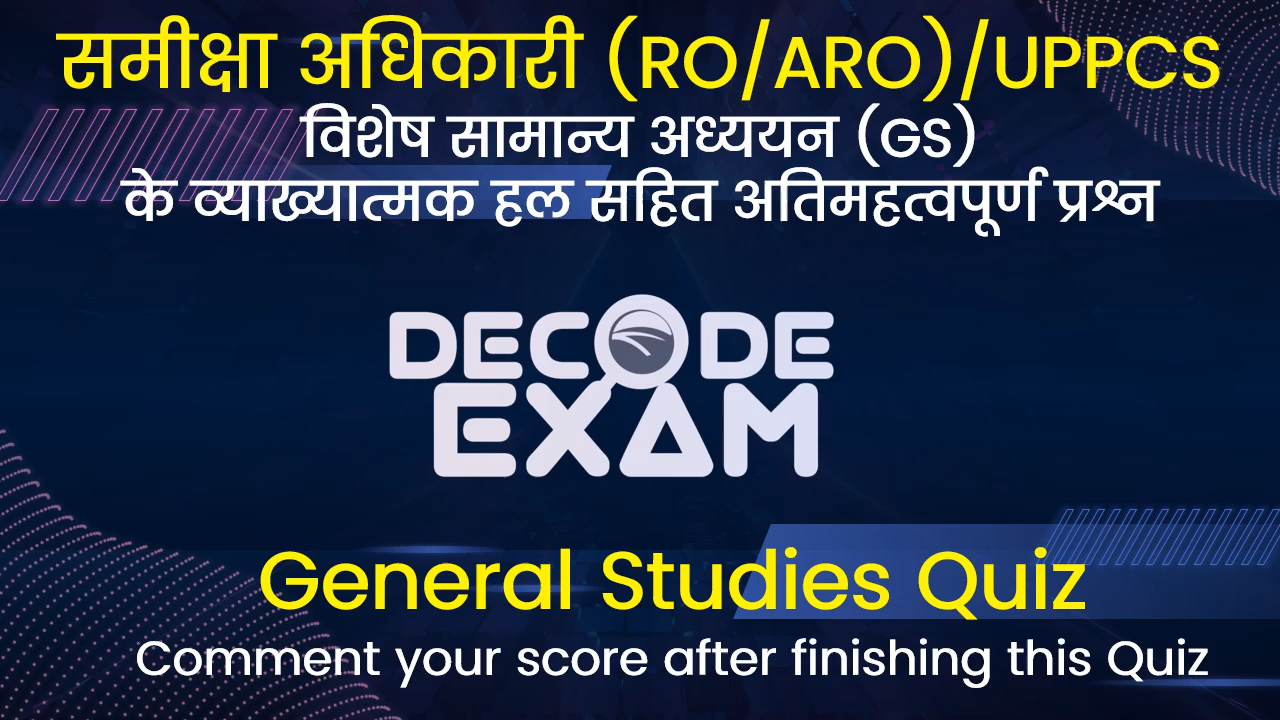 समीक्षा अधिकारी (RO/ARO)/UPPCS
विशेष सामान्य अध्ययन (GS)
के व्याख्यात्मक हल सहित अतिमहत्वपूर्ण प्रश्न
DECODE
EXAM
General Studies Quiz
Comment your score after finishing this Quiz